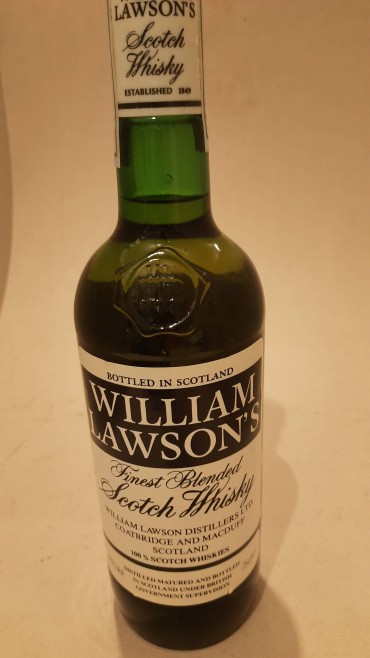 LAWSON'S
Scotch
Whisky
ESTABLISHED 1849
BOTTLED IN SCOTLAND
WILLIAM
LAWSON'S
Finest Blended
Scotch Whisky
WILLIAM LAWSON DISTILLERS LTD.
COATBRIDGE AND MACDUFF
SCOTLAND
100% SCOTCH WHISKIES
DISTILLED MATURED AND BOTTLED
IN SCOTLAND UNDER BRITISH
GOVERNMENT SUPERVISION